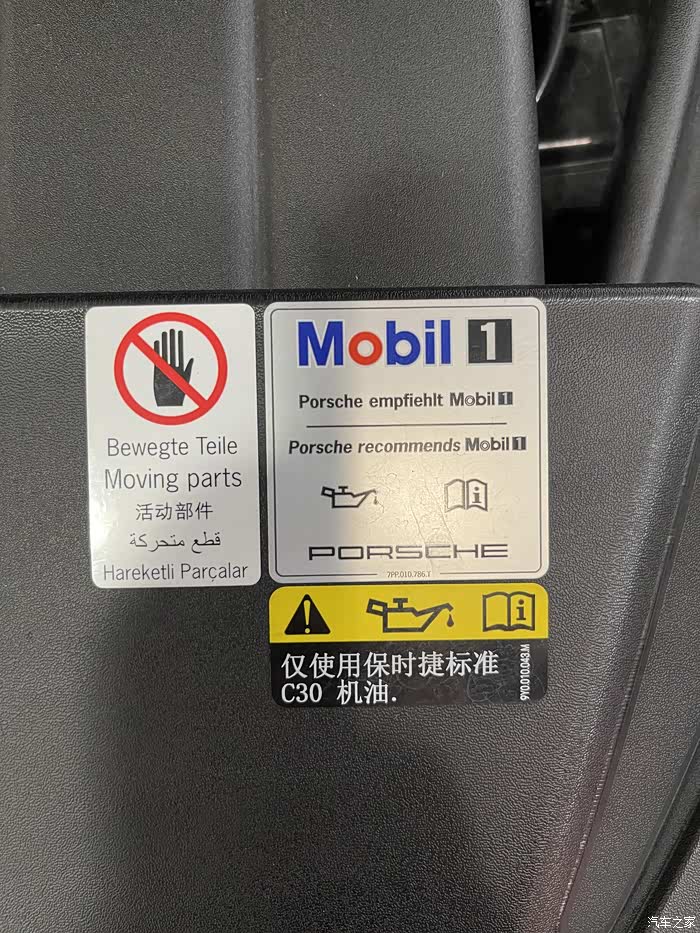 Bewegte Teile
Moving parts
活动部件
قطع متحركة
Hareketli Parçalar
Mobil 1
Porsche empfiehlt Mobil 1
Porsche recommends Mobil 1
PORSCHE
7PP.010.786.T
仅使用保时捷标准
C30 机油.
9Y0.010.043.M
汽车之家